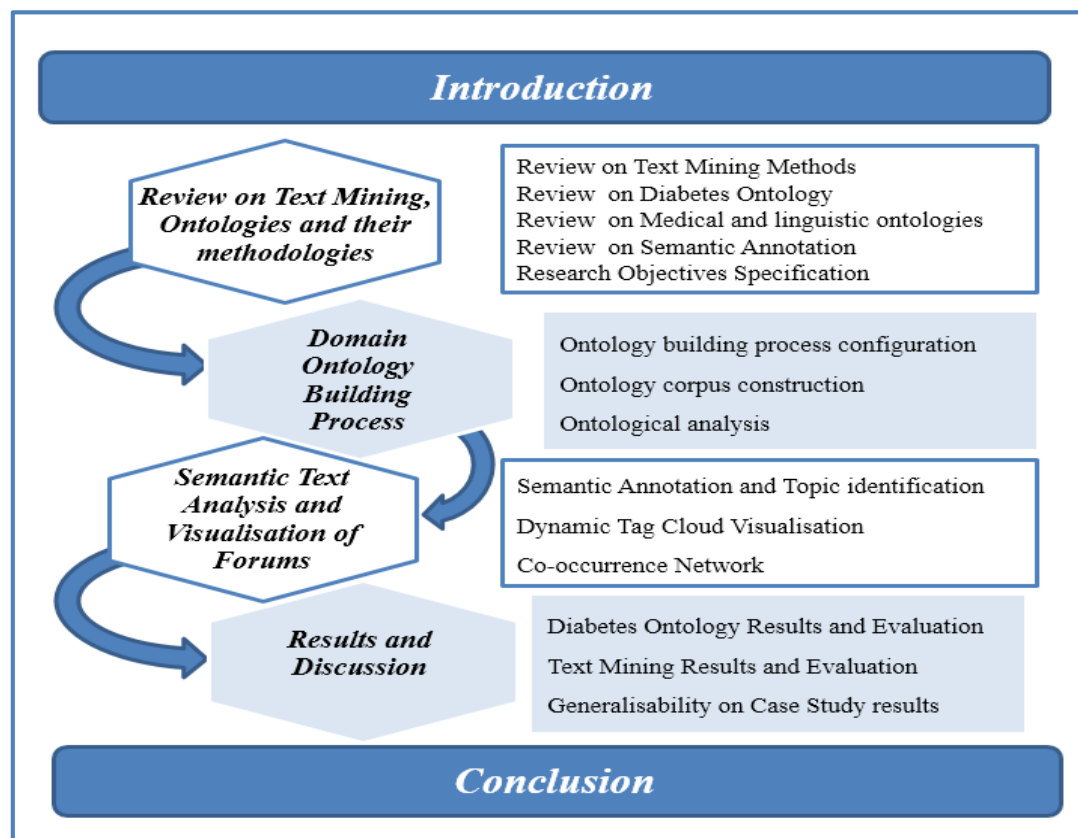 Introduction
Review on Text Mining,
Ontologies and their
methodologies
Review on Text Mining Methods
Review on Diabetes Ontology
Review on Medical and linguistic ontologies
Review on Semantic Annotation
Research Objectives Specification
Domain
Ontology
Building
Process
Ontology building process configuration
Ontology corpus construction
Ontological analysis
Semantic Text
Analysis and
Visualisation of
Forums
Semantic Annotation and Topic identification
Dynamic Tag Cloud Visualisation
Co-occurrence Network
Results and
Discussion
Diabetes Ontology Results and Evaluation
Text Mining Results and Evaluation
Generalisability on Case Study results
Conclusion